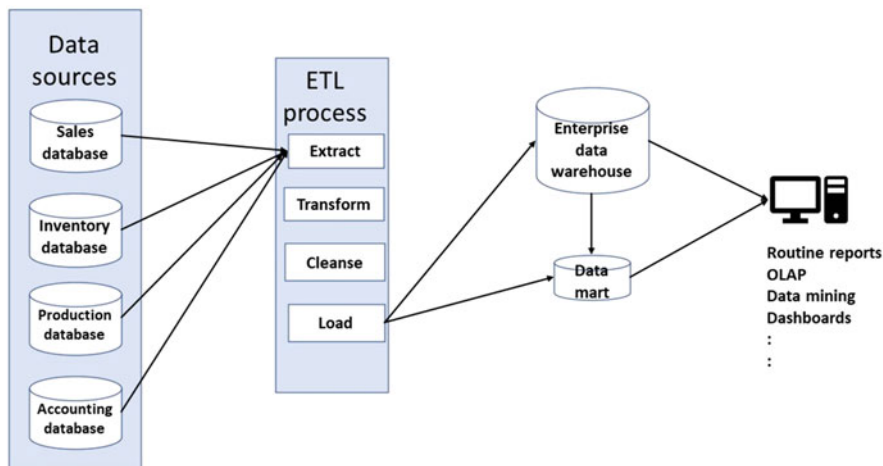 Data
sources
Sales
database
Inventory
database
Production
database
Accounting
database
ETL
process
Extract
Transform
Cleanse
Load
Enterprise
data
warehouse
Data
mart
Routine reports
OLAP
Data mining
Dashboards
:
: